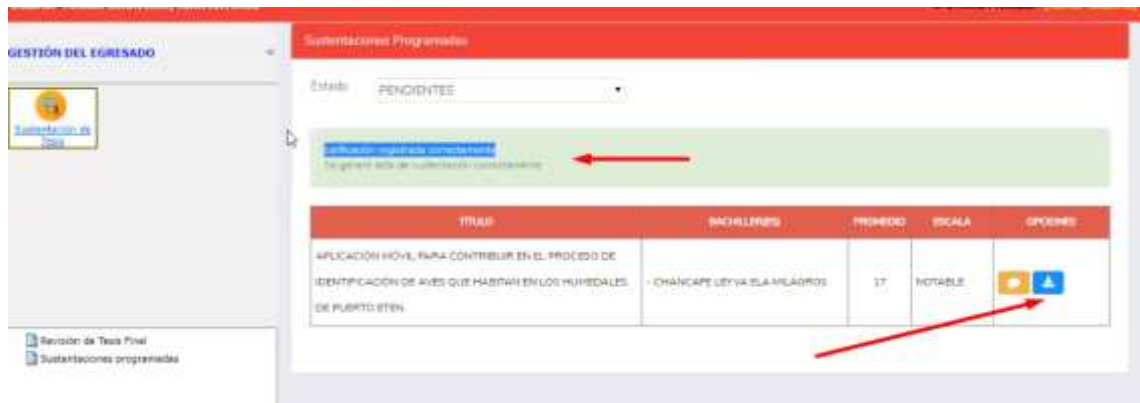 GESTIÓN DEL EGRESADO
Sustentación de
Tesis
Revisión de Tesis Final
Sustentaciones programadas
Sustentaciones Programadas
Estado
PENDIENTES
calificación registrada correctamente
Se generó acta de sustentación correctamente
TÍTULO BACHILLER(ES) PROMEDIO ESCALA OPCIONES
APLICACIÓN MÓVIL PARA CONTRIBUIR EN EL PROCESO DE
IDENTIFICACIÓN DE AVES QUE HABITAN EN LOS HUMEDALES
DE PUERTO ETEN.
- CHANCAFE LEYVA ELA MILAGROS
17
NOTABLE